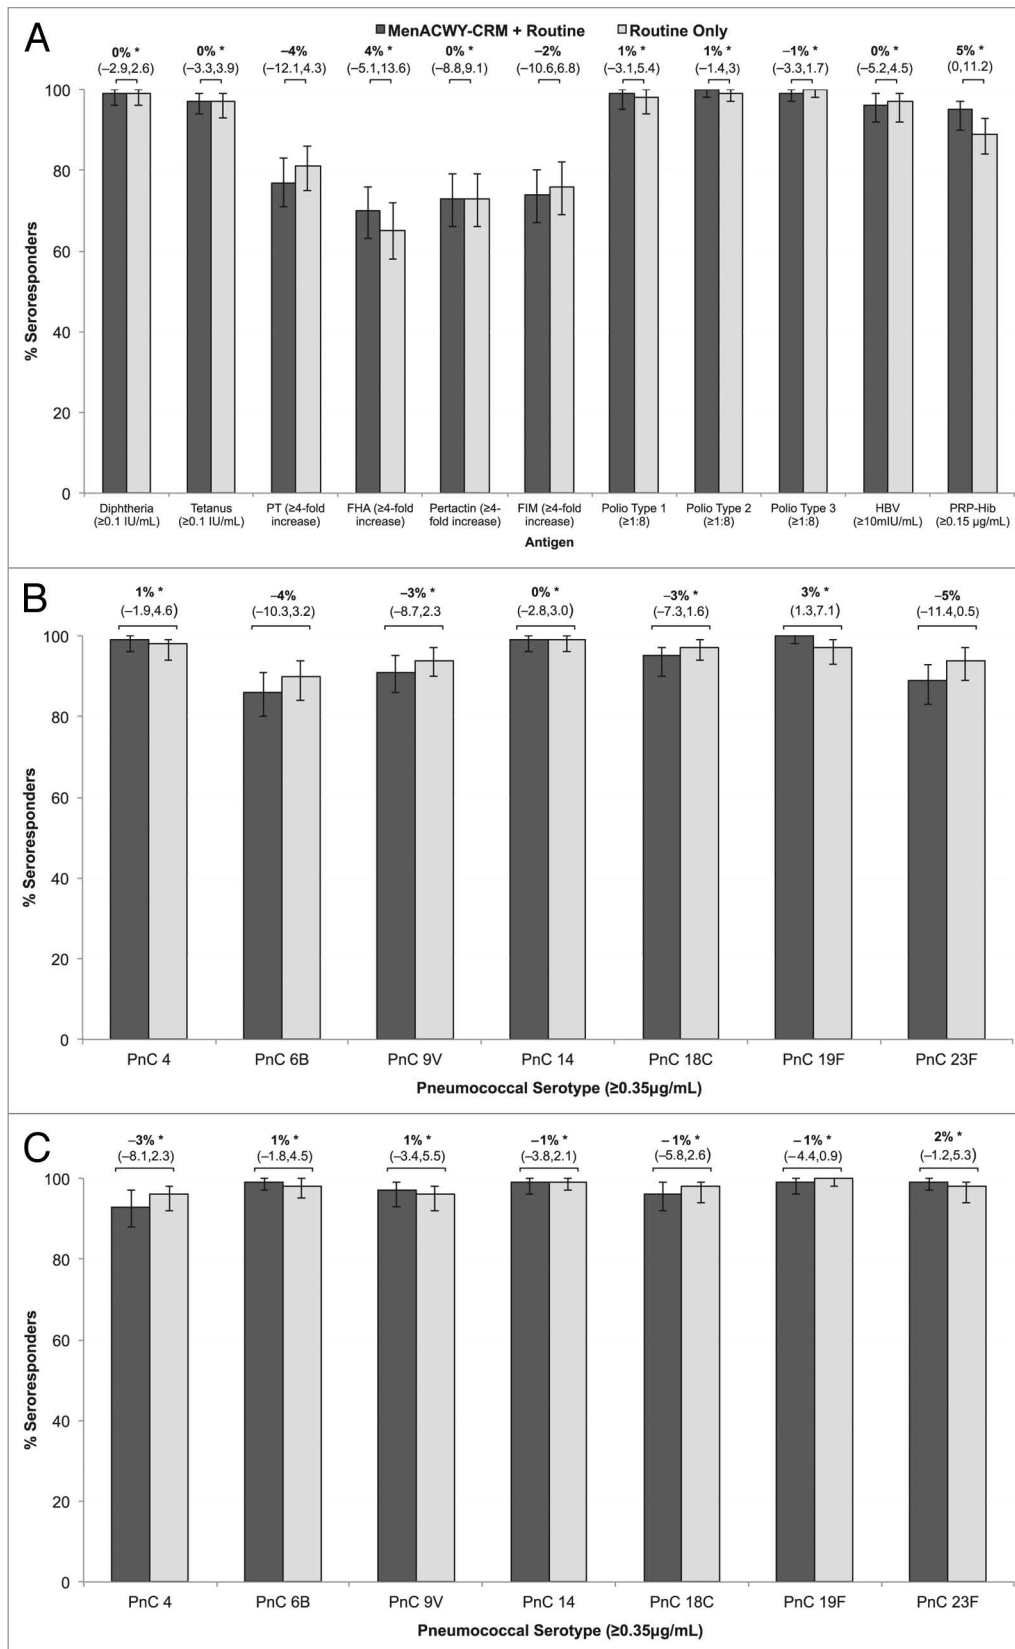 A
MenACWY-CRM + Routine Routine Only
0% * 0% * –4% 4% * 0% * –2% 1% * 1% * –1% * 0% * 5% *
(–2.9,2.6) (–3.3,3.9) (–12.1,4.3) (–5.1,13.6) (–8.8,9.1) (–10.6,6.8) (–3.1,5.4) (–1.4,3) (–3.3,1.7) (–5.2,4.5) (0,11.2)
100
80
60
40
20
0
% Seroresponders
Diphtheria Tetanus PT (≥4-fold FHA (≥4-fold Pertactin (≥4- FIM (≥4-fold Polio Type 1 Polio Type 2 Polio Type 3 HBV PRP-Hib
(≥0.1 IU/mL) (≥0.1 IU/mL) increase) increase) fold increase) increase) (≥1:8) (≥1:8) (≥1:8) (≥10mIU/mL) (≥0.15 µg/mL)
Antigen
B
1% * –4% –3% * 0% * –3% * 3% * –5%
(–1.9,4.6) (–10.3,3.2) (–8.7,2.3 (–2.8,3.0) (–7.3,1.6) (1.3,7.1) (–11.4,0.5)
100
80
60
40
20
0
% Seroresponders
PnC 4 PnC 6B PnC 9V PnC 14 PnC 18C PnC 19F PnC 23F
Pneumococcal Serotype (≥0.35µg/mL)
C
–3% * 1% * 1% * –1% * –1% * –1% * 2% *
(–8.1,2.3) (–1.8,4.5) (–3.4,5.5) (–3.8,2.1) (–5.8,2.6) (–4.4,0.9) (–1.2,5.3)
100
80
60
40
20
0
% Seroresponders
PnC 4 PnC 6B PnC 9V PnC 14 PnC 18C PnC 19F PnC 23F
Pneumococcal Serotype (≥0.35µg/mL)